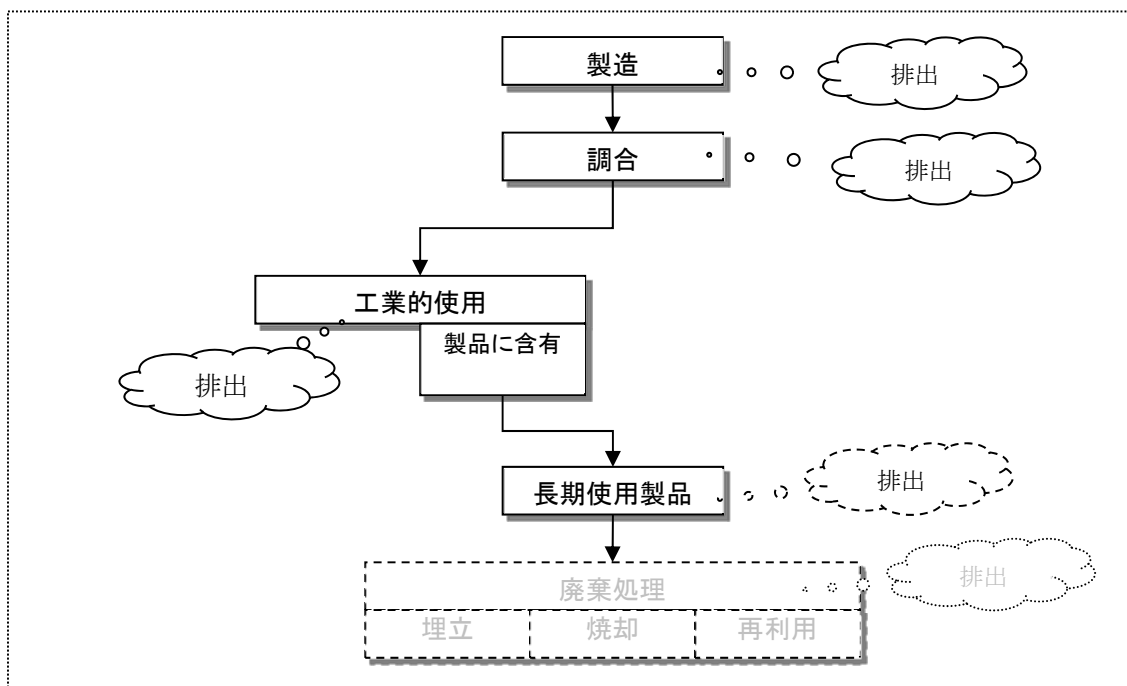 製造
排出
調合
排出
工業的使用
製品に含有
排出
長期使用製品
排出
廃棄処理
排出
埋立
焼却
再利用